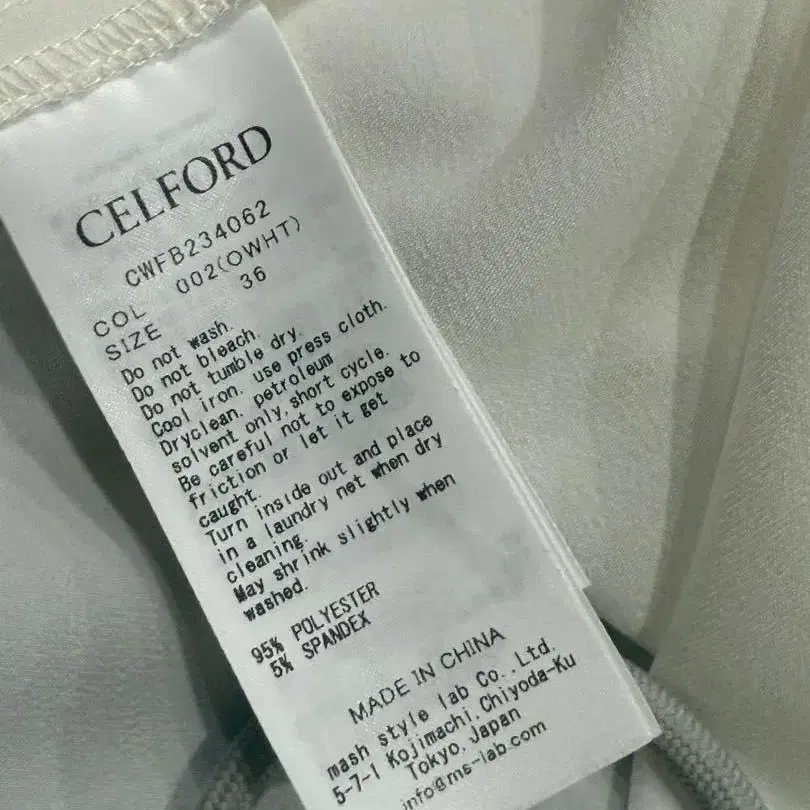 CELFORD
CWFB234062
COL 002(OWHT)
SIZE 36
Do not wash.
Do not bleach.
Do not tumble dry.
Cool iron. use press cloth.
Dryclean. petroleum
solvent only, short cycle.
Be careful not to expose to
friction or let it get
caught.
Turn inside out and place
in a laundry net when dry
cleaning.
May shrink slightly when
washed.
95% POLYESTER
5% SPANDEX
MADE IN CHINA
mash style lab Co.,Ltd.
5-7-1 Kojimachi,Chiyoda-Ku
Tokyo,Japan
info@ms-lab.com